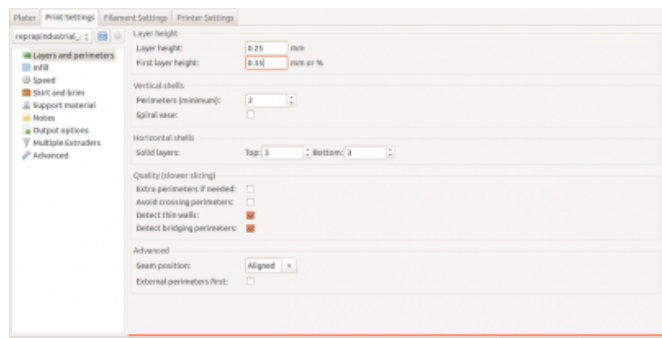 Plater Print Settings Filament Settings Printer Settings
reprapindustrial_
Layers and perimeters
Infill
Speed
Skirt and brim
Support material
Notes
Output options
Multiple Extruders
Advanced
Layer height
Layer height: 0.25 mm
First layer height: 0.35 mm or %
Vertical shells
Perimeters (minimum): 2
Spiral vase:
Horizontal shells
Solid layers: Top: 3 Bottom: 3
Quality (slower slicing)
Extra perimeters if needed:
Avoid crossing perimeters:
Detect thin walls:
Detect bridging perimeters:
Advanced
Seam position: Aligned
External perimeters first: